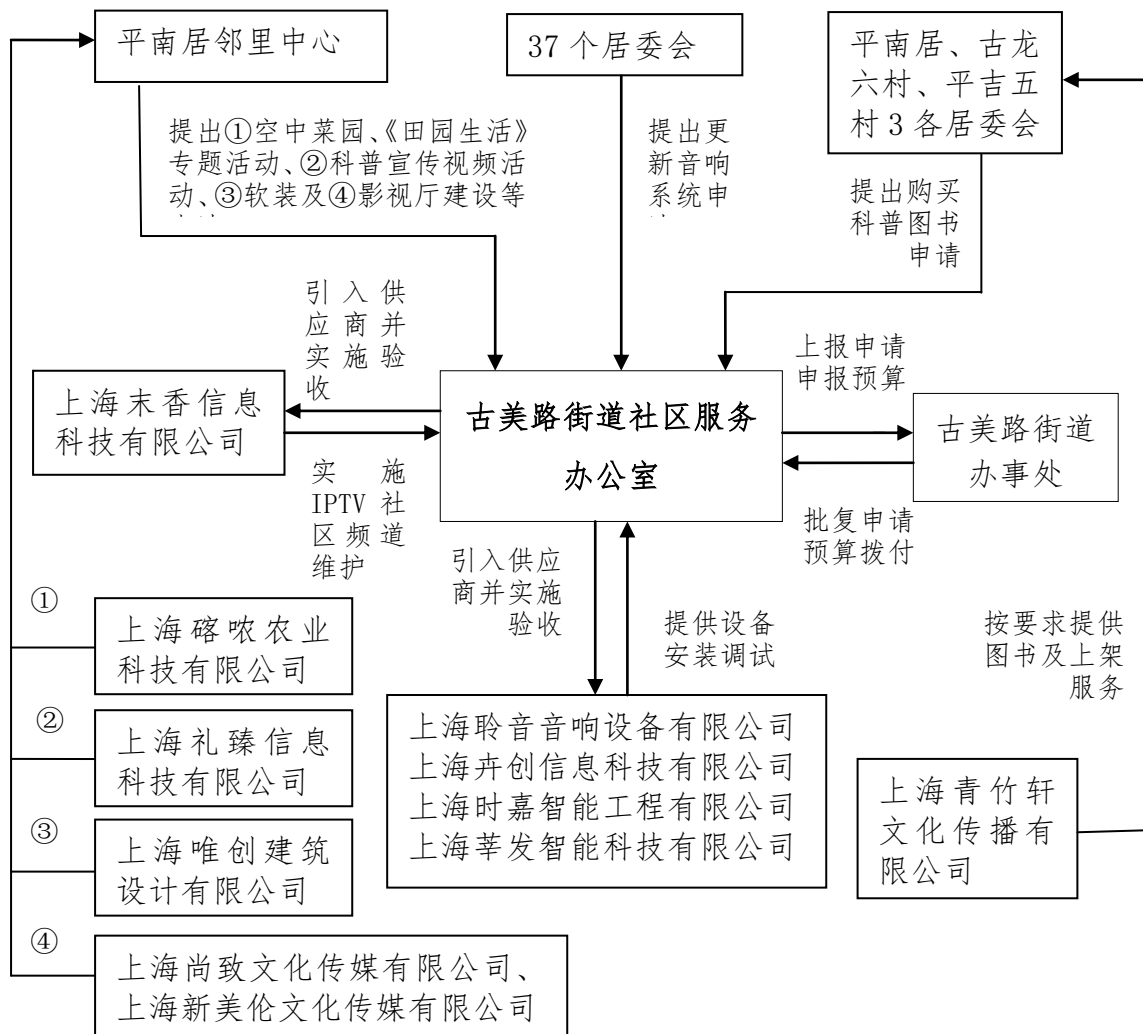 平南居邻里中心
37 个居委会
平南居、古龙
六村、平吉五
村 3 各居委会
提出①空中菜园、《田园生活》
专题活动、②科普宣传视频活
动、③软装及④影视厅建设等
提出更
新音响
系统申
提出购买
科普图书
申请
引入供
应商并
实施验
收
上报申请
申报预算
上海末香信息
科技有限公司
古美路街道社区服务
办公室
古美路街道
办事处
实施
IPTV 社
区频道
维护
批复申请
预算拨付
引入供应
商并实施
验收
提供设备
安装调试
按要求提供
图书及上架
服务
①
上海硌哝农业
科技有限公司
②
上海礼臻信息
科技有限公司
③
上海唯创建筑
设计有限公司
④
上海尚致文化传媒有限公司、
上海新美伦文化传媒有限公司
上海聆音音响设备有限公司
上海卉创信息科技有限公司
上海时嘉智能工程有限公司
上海莘发智能科技有限公司
上海青竹轩
文化传播有
限公司